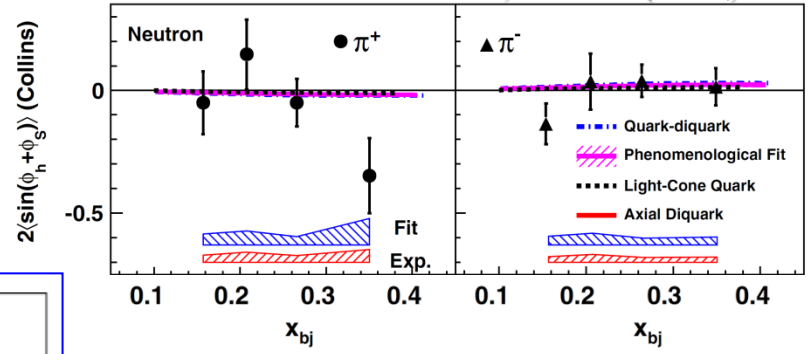 2⟨sin(ϕh+ϕS)⟩ (Collins)
Neutron
π+
π-
0
-0.5
Quark-diquark
Phenomenological Fit
Light-Cone Quark
Axial Diquark
Fit
Exp.
0.1 0.2 0.3 0.4
0.1 0.2 0.3 0.4
xbj
xbj